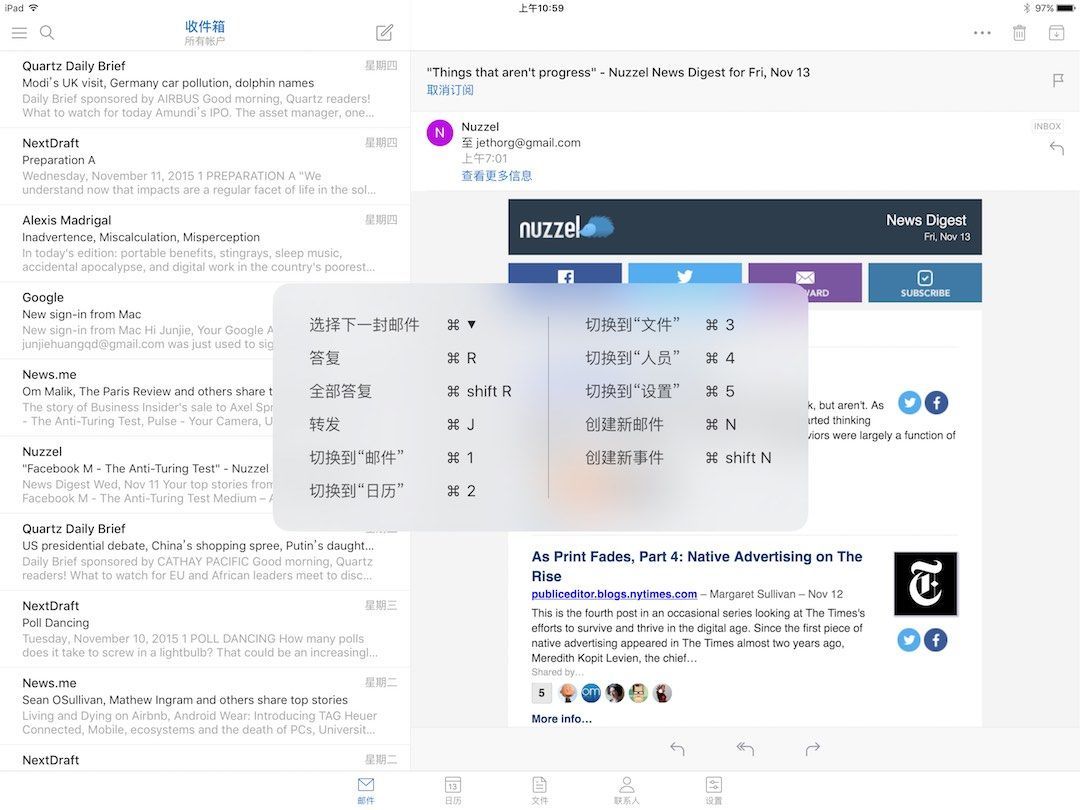 iPad
上午10:59
97%
收件箱
所有帐户
Quartz Daily Brief
星期四
Modi's UK visit, Germany car pollution, dolphin names
Daily Brief sponsored by AIRBUS Good morning, Quartz readers!
What to watch for today Amundi's IPO. The asset manager, one...
NextDraft
星期四
Preparation A
Wednesday, November 11, 2015 1 PREPARATION A "We
understand now that impacts are a regular facet of life in the sol...
Alexis Madrigal
星期四
Inadvertence, Miscalculation, Misperception
In today's edition: portable benefits, stingrays, sleep music,
accidental apocalypse, and digital work in the country's poorest...
Google
New sign-in from Mac
New sign-in from Mac Hi Junjie, Your Google A
junjiehuangqd@gmail.com was just used to sig
News.me
Om Malik, The Paris Review and others share t
The story of Business Insider's sale to Axel Spr
- The Anti-Turing Test, Pulse - Your Camera, U
Nuzzel
"Facebook M - The Anti-Turing Test" - Nuzzel
News Digest Wed, Nov 11 Your top stories from
Facebook M - The Anti-Turing Test Medium – A
Quartz Daily Brief
US presidential debate, China's shopping spree, Putin's daught...
Daily Brief sponsored by CATHAY PACIFIC Good morning, Quartz
readers! What to watch for EU and African leaders meet to disc...
NextDraft
星期三
Poll Dancing
Tuesday, November 10, 2015 1 POLL DANCING How many polls
does it take to screw in a lightbulb? That could be an increasingl...
News.me
星期二
Sean OSullivan, Mathew Ingram and others share top stories
Living and Dying on Airbnb, Android Wear: Introducing TAG Heuer
Connected, Mobile, ecosystems and the death of PCs, Universit...
NextDraft
星期二
"Things that aren't progress" - Nuzzel News Digest for Fri, Nov 13
取消订阅
N
Nuzzel
INBOX
至 jethorg@gmail.com
上午7:01
查看更多信息
nuzzel
News Digest
Fri, Nov 13
WARD
SUBSCRIBE
选择下一封邮件 ⌘ ▼
答复 ⌘ R
全部答复 ⌘ shift R
转发 ⌘ J
切换到“邮件” ⌘ 1
切换到“日历” ⌘ 2
切换到“文件” ⌘ 3
切换到“人员” ⌘ 4
切换到“设置” ⌘ 5
创建新邮件 ⌘ N
创建新事件 ⌘ shift N
k, but aren't. As
arted thinking
viors were largely a function of
As Print Fades, Part 4: Native Advertising on The
Rise
publiceditor.blogs.nytimes.com – Margaret Sullivan – Nov 12
This is the fourth post in an occasional series looking at The Times's
efforts to survive and thrive in the digital age. Since the first piece of
native advertising appeared in The Times almost two years ago,
Meredith Kopit Levien, the chief...
Shared by...
5
om
More info...
邮件
13
日历
文件
联系人
设置